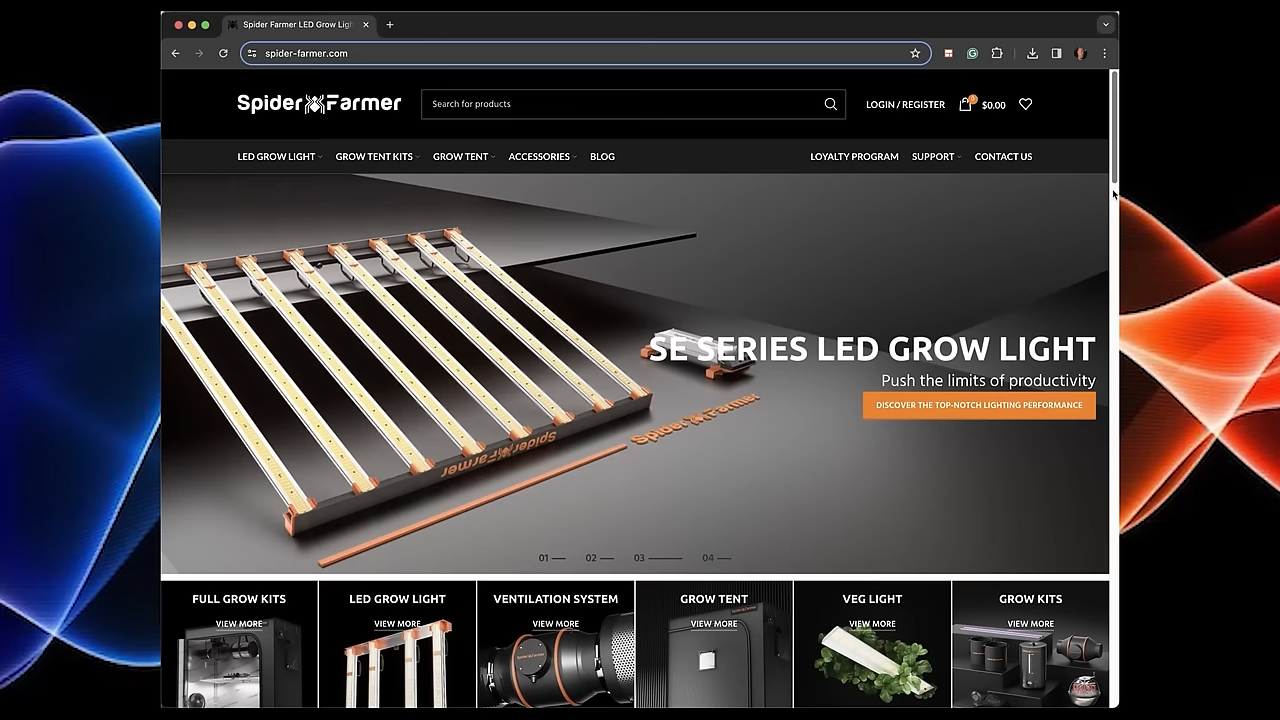 Spider Farmer LED Grow Ligh
spider-farmer.com
Spider Farmer
Search for products
LOGIN / REGISTER
0
$0.00
LED GROW LIGHT
GROW TENT KITS
GROW TENT
ACCESSORIES
BLOG
LOYALTY PROGRAM
SUPPORT
CONTACT US
SE SERIES LED GROW LIGHT
Push the limits of productivity
DISCOVER THE TOP-NOTCH LIGHTING PERFORMANCE
Spider Farmer
Spider Farmer
01
02
03
04
FULL GROW KITS
VIEW MORE
LED GROW LIGHT
VIEW MORE
VENTILATION SYSTEM
VIEW MORE
GROW TENT
VIEW MORE
VEG LIGHT
VIEW MORE
GROW KITS
VIEW MORE